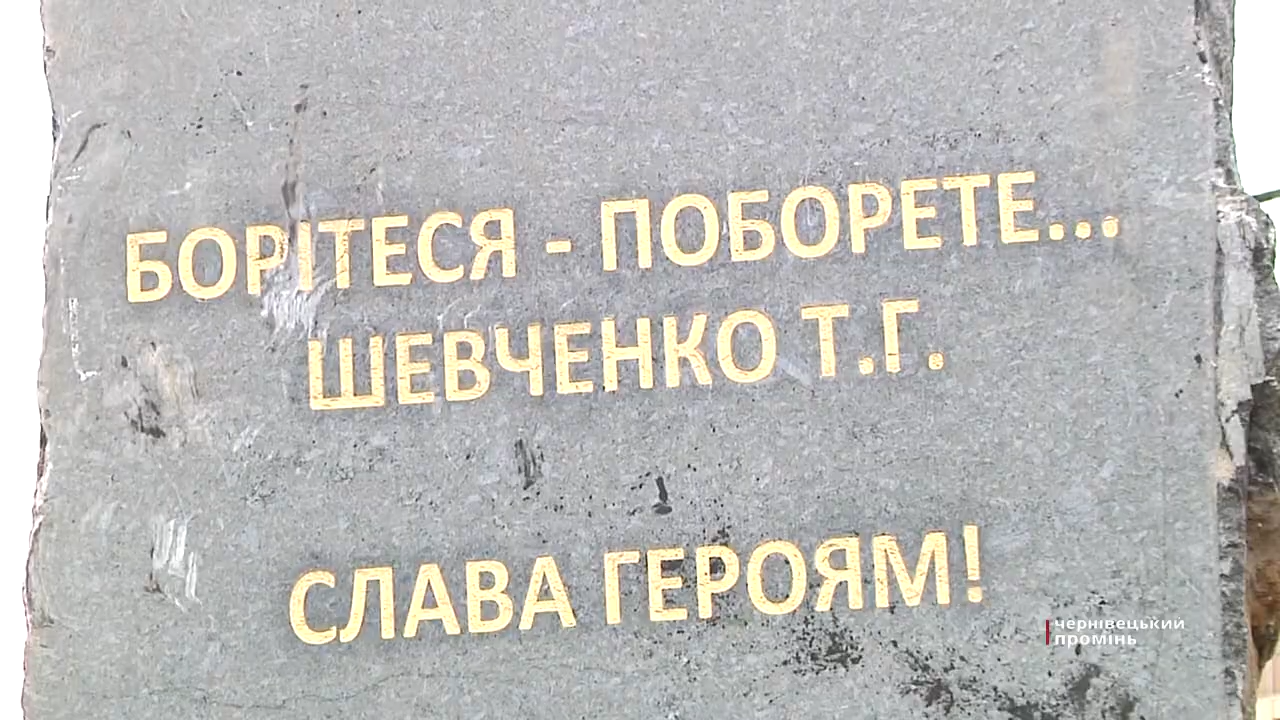 БОРІТЕСЯ - ПОБОРЕТЕ...
ШЕВЧЕНКО Т.Г.
СЛАВА ГЕРОЯМ!
чернівецький
промінь